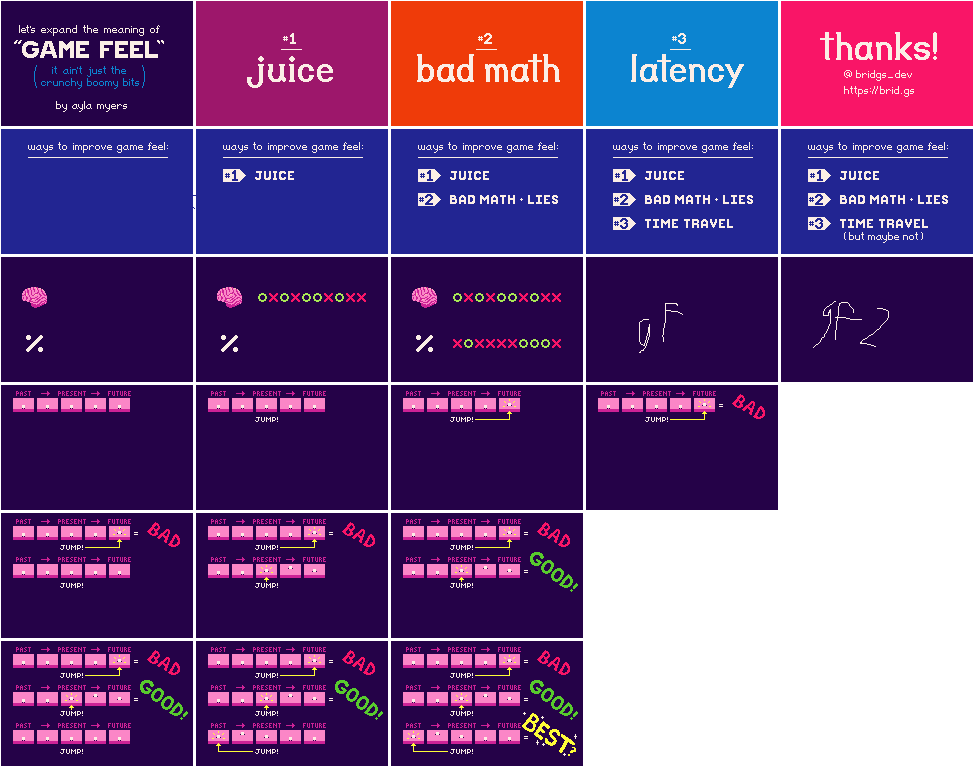 let's expand the meaning of
"GAME FEEL"
( it ain't just the
crunchy boomy bits )
by ayla myers
#1
juice
#2
bad math
#3
latency
thanks!
@ bridgs_dev
https://brid.gs
ways to improve game feel:
ways to improve game feel:
#1 JUICE
ways to improve game feel:
#1 JUICE
#2 BAD MATH · LIES
ways to improve game feel:
#1 JUICE
#2 BAD MATH · LIES
#3 TIME TRAVEL
ways to improve game feel:
#1 JUICE
#2 BAD MATH · LIES
#3 TIME TRAVEL
(but maybe not)
%
% OXOXOOXOXX
% OXOXOOXOXX
XOXXXXOOOX
gF
gF2
PAST → PRESENT → FUTURE
PAST → PRESENT → FUTURE
JUMP!
PAST → PRESENT → FUTURE
JUMP!
PAST → PRESENT → FUTURE
= BAD
JUMP!
PAST → PRESENT → FUTURE
= BAD
JUMP!
PAST → PRESENT → FUTURE
JUMP!
PAST → PRESENT → FUTURE
= BAD
JUMP!
PAST → PRESENT → FUTURE
JUMP!
PAST → PRESENT → FUTURE
= BAD
JUMP!
PAST → PRESENT → FUTURE
= GOOD!
JUMP!
PAST → PRESENT → FUTURE
= BAD
JUMP!
PAST → PRESENT → FUTURE
= GOOD!
JUMP!
PAST → PRESENT → FUTURE
JUMP!
PAST → PRESENT → FUTURE
= BAD
JUMP!
PAST → PRESENT → FUTURE
= GOOD!
JUMP!
PAST → PRESENT → FUTURE
JUMP!
PAST → PRESENT → FUTURE
= BAD
JUMP!
PAST → PRESENT → FUTURE
= GOOD!
JUMP!
PAST → PRESENT → FUTURE
= BEST?
JUMP!